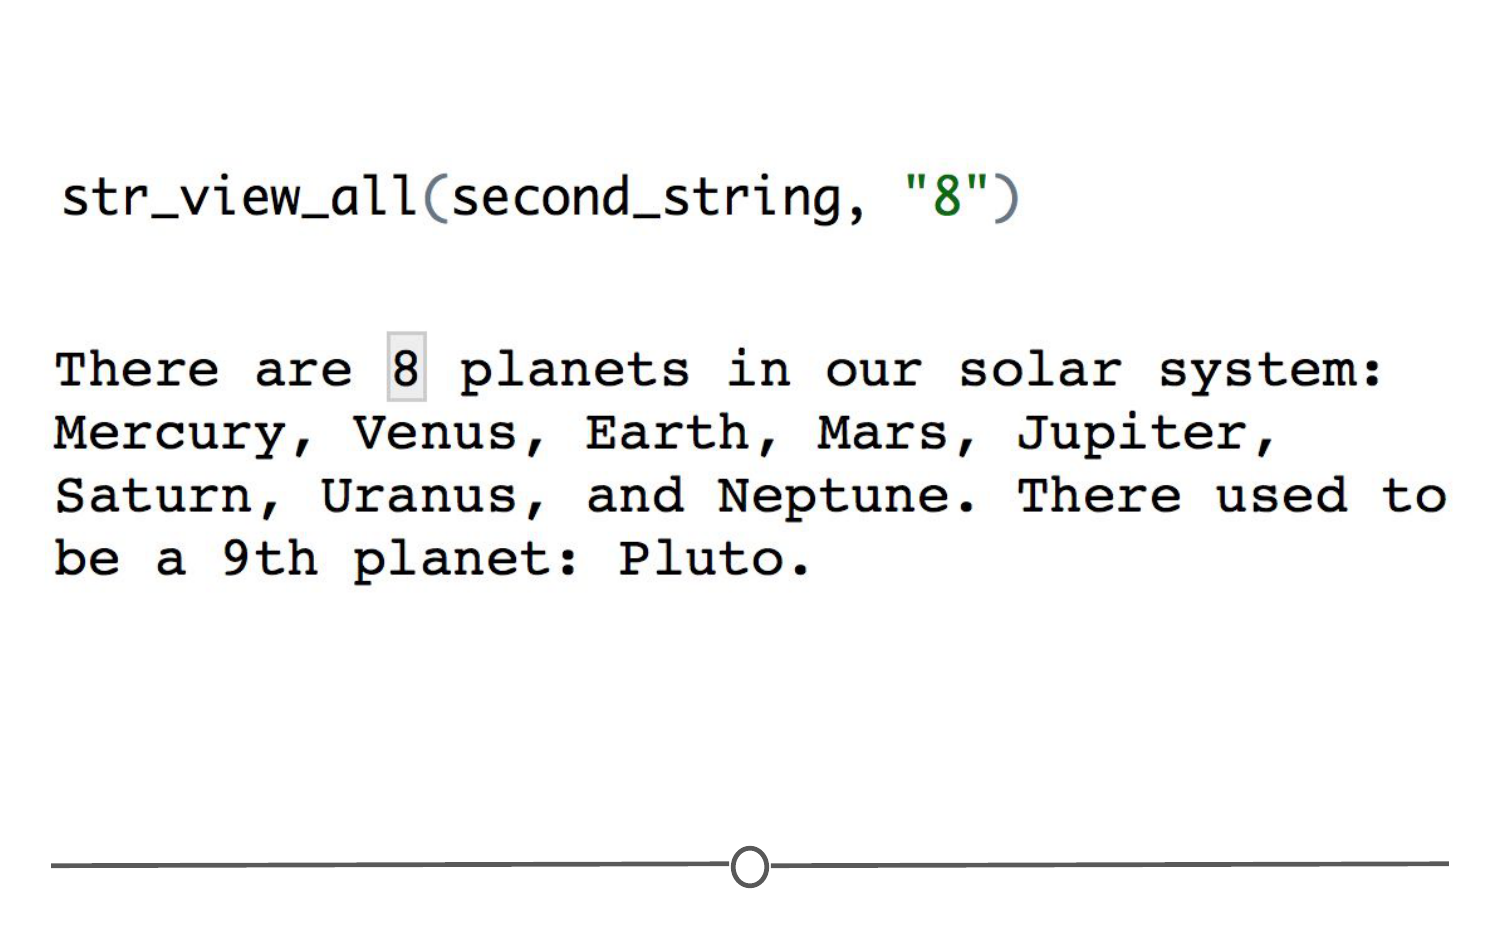 str_view_all(second_string, "8")
There are 8 planets in our solar system:
Mercury, Venus, Earth, Mars, Jupiter,
Saturn, Uranus, and Neptune. There used to
be a 9th planet: Pluto.